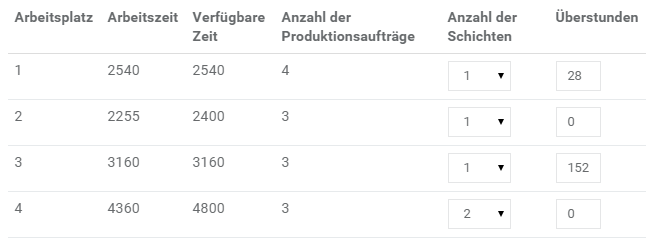 Arbeitsplatz Arbeitszeit Verfügbare Zeit Anzahl der Produktionsaufträge Anzahl der Schichten Überstunden
1 2540 2540 4 1 28
2 2255 2400 3 1 0
3 3160 3160 3 1 152
4 4360 4800 3 2 0